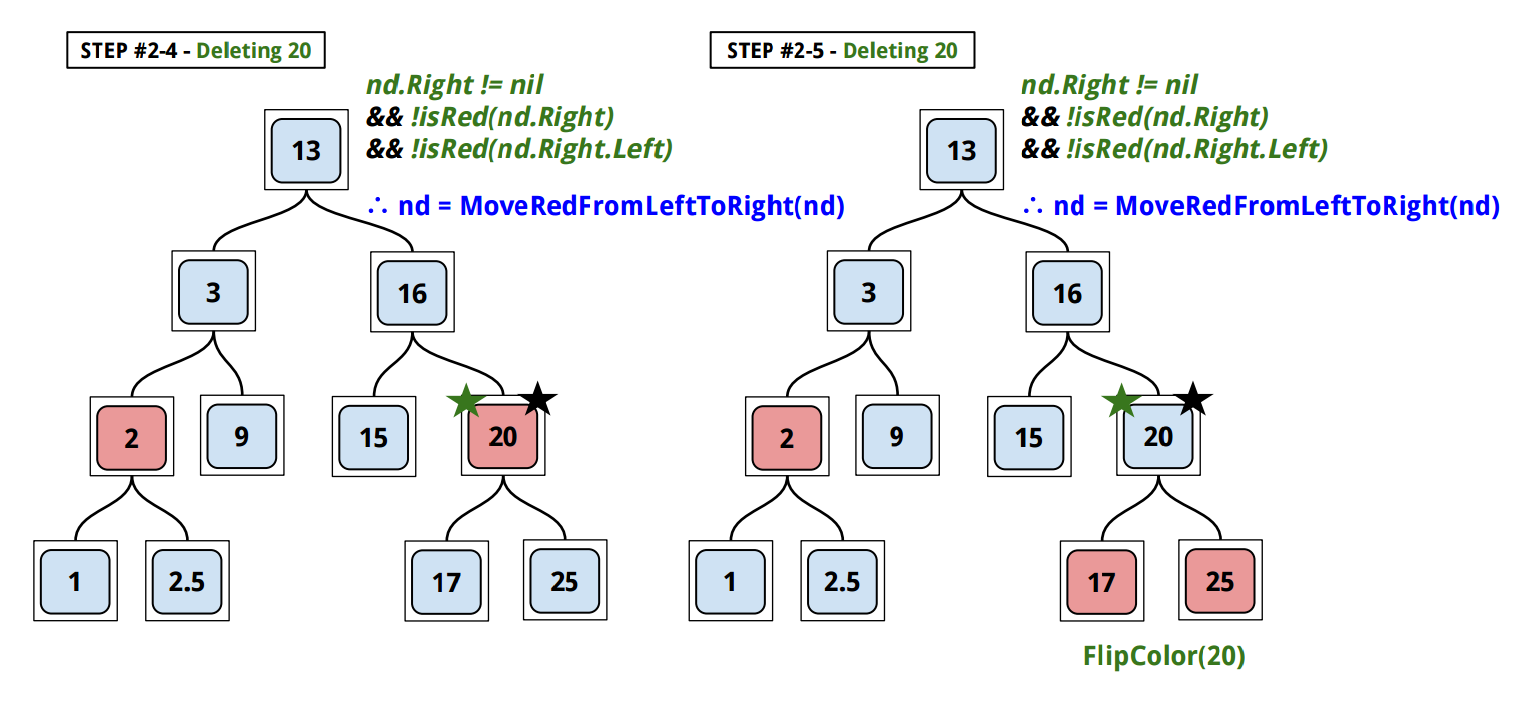 STEP #2-4 - Deleting 20
nd.Right != nil
&& !isRed(nd.Right)
&& !isRed(nd.Right.Left)
∴ nd = MoveRedFromLeftToRight(nd)
13
3
16
2
9
15
20
1
2.5
17
25
STEP #2-5 - Deleting 20
nd.Right != nil
&& !isRed(nd.Right)
&& !isRed(nd.Right.Left)
∴ nd = MoveRedFromLeftToRight(nd)
13
3
16
2
9
15
20
1
2.5
17
25
FlipColor(20)